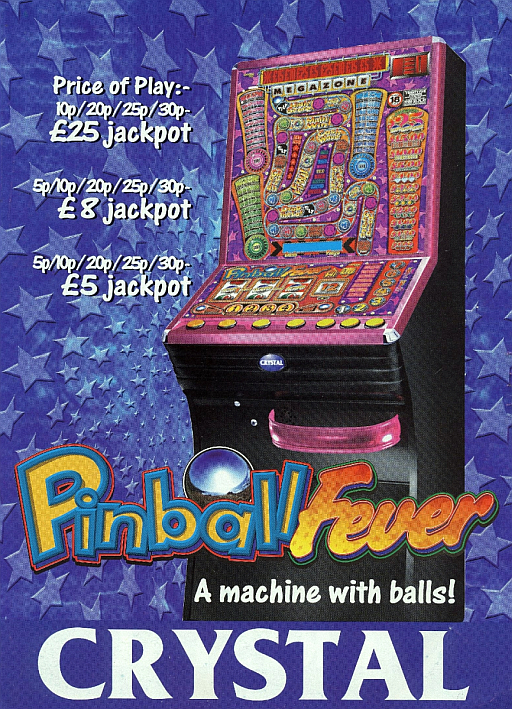 Price of Play:-
10p/20p/25p/30p-
£25 jackpot
5p/10p/20p/25p/30p-
£8 jackpot
5p/10p/20p/25p/30p-
£5 jackpot
MEGAZONE
Pinball
CRYSTAL
Pinball Fever
A machine with balls!
CRYSTAL